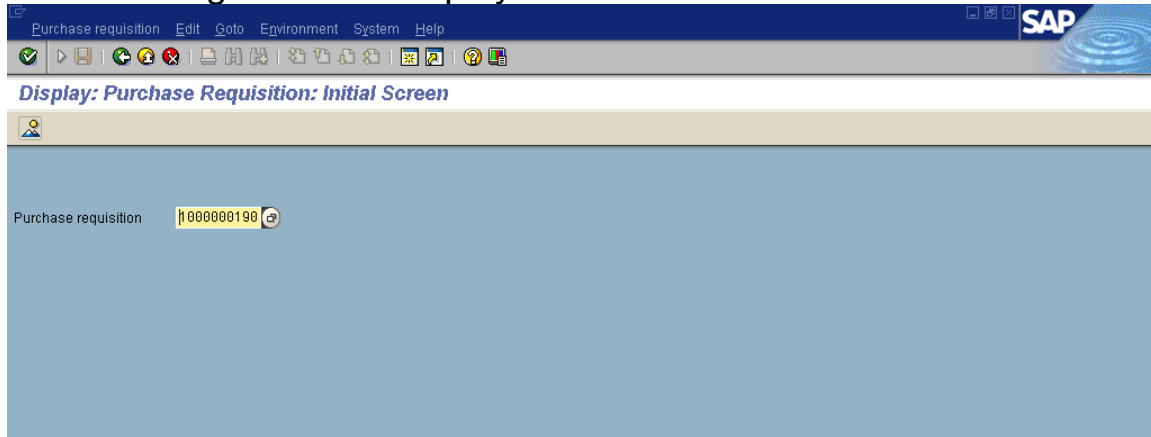 Purchase requisition Edit Goto Environment System Help
SAP
Display: Purchase Requisition: Initial Screen
Purchase requisition 1000000190